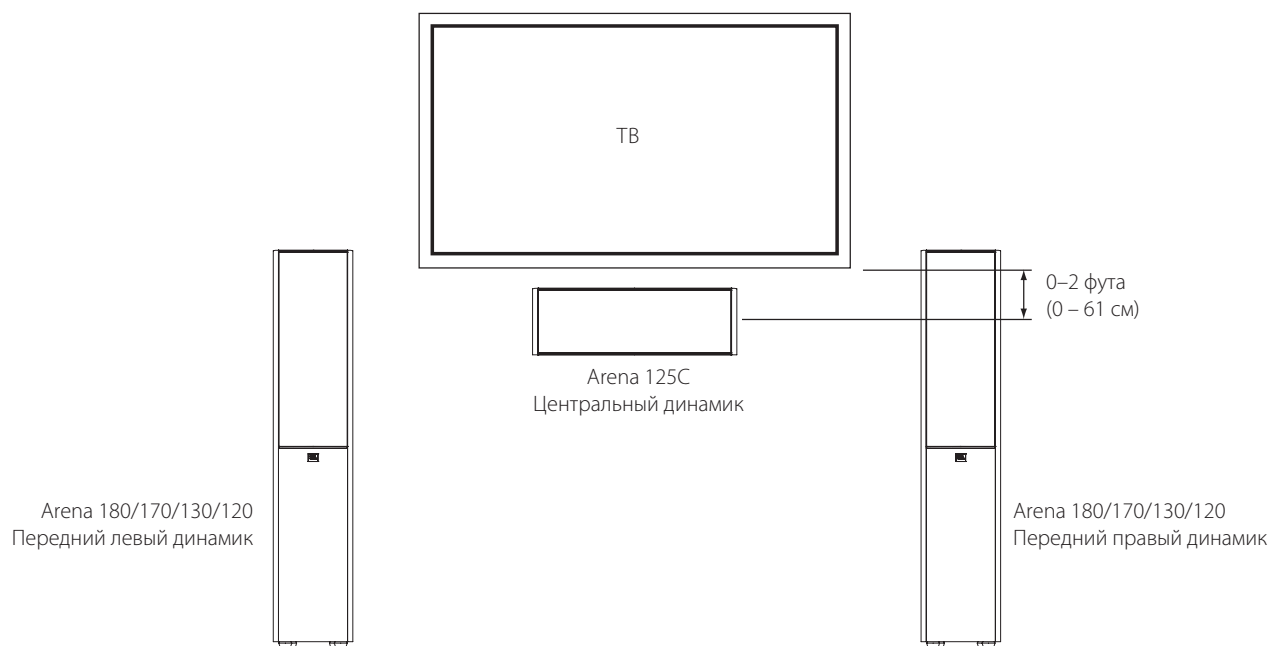 ТВ
0–2 фута
(0 – 61 см)
Arena 125C
Центральный динамик
Arena 180/170/130/120
Передний левый динамик
Arena 180/170/130/120
Передний правый динамик